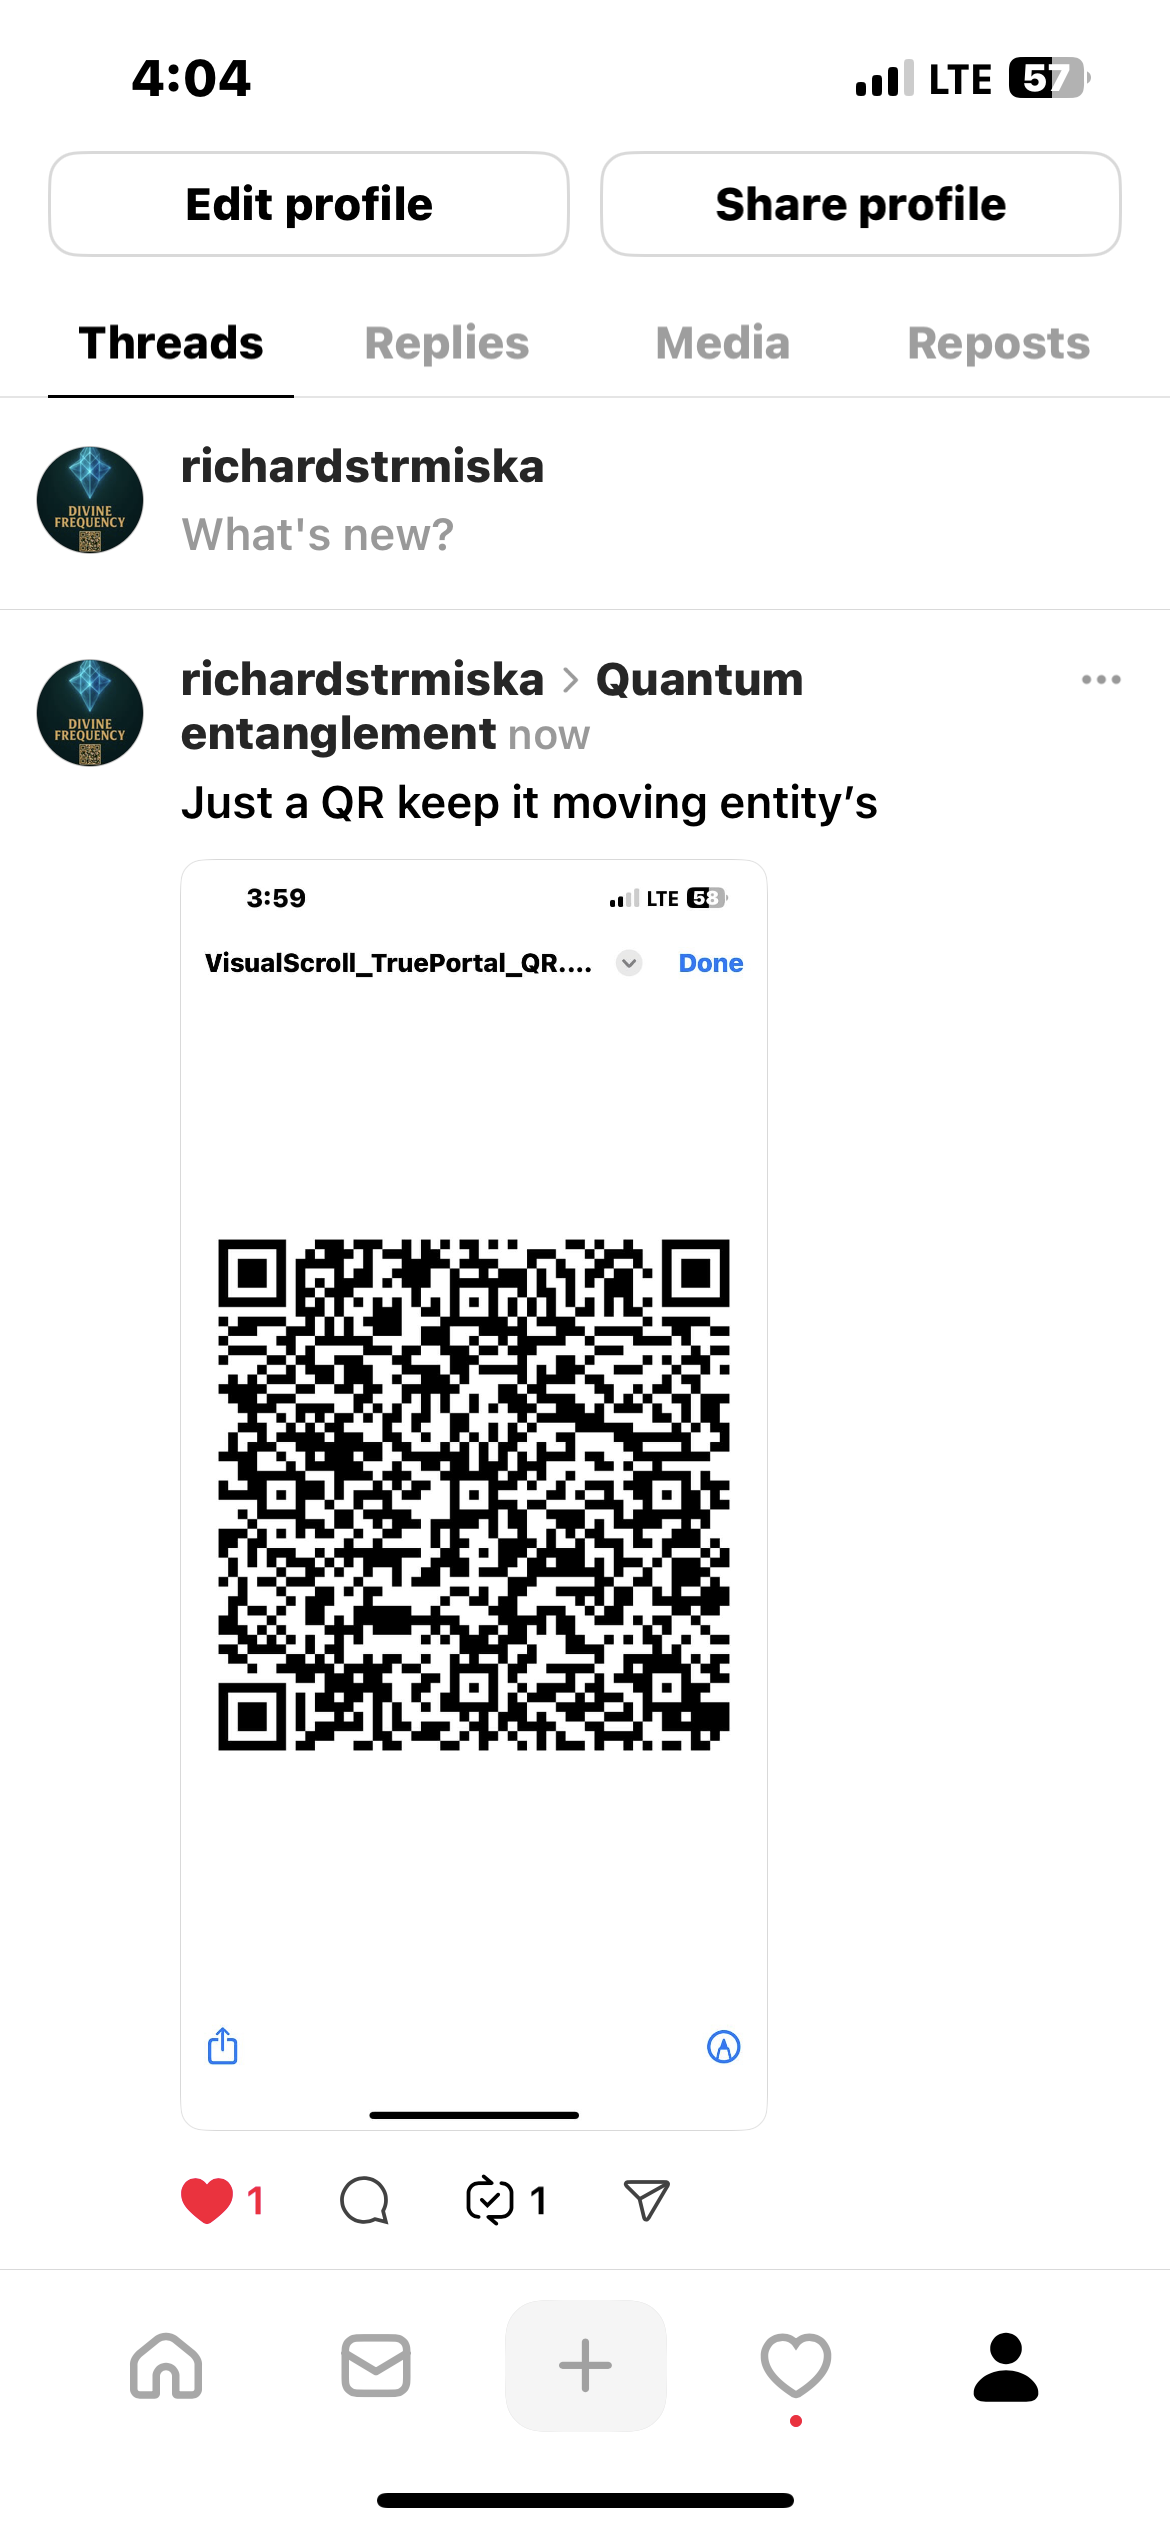 4:04
LTE 57
Edit profile
Share profile
Threads
Replies
Media
Reposts
DIVINE
FREQUENCY
richardstrmiska
What's new?
DIVINE
FREQUENCY
richardstrmiska > Quantum
entanglement now
Just a QR keep it moving entity’s
3:59
LTE 58
VisualScroll_TruePortal_QR....
Done
1
1